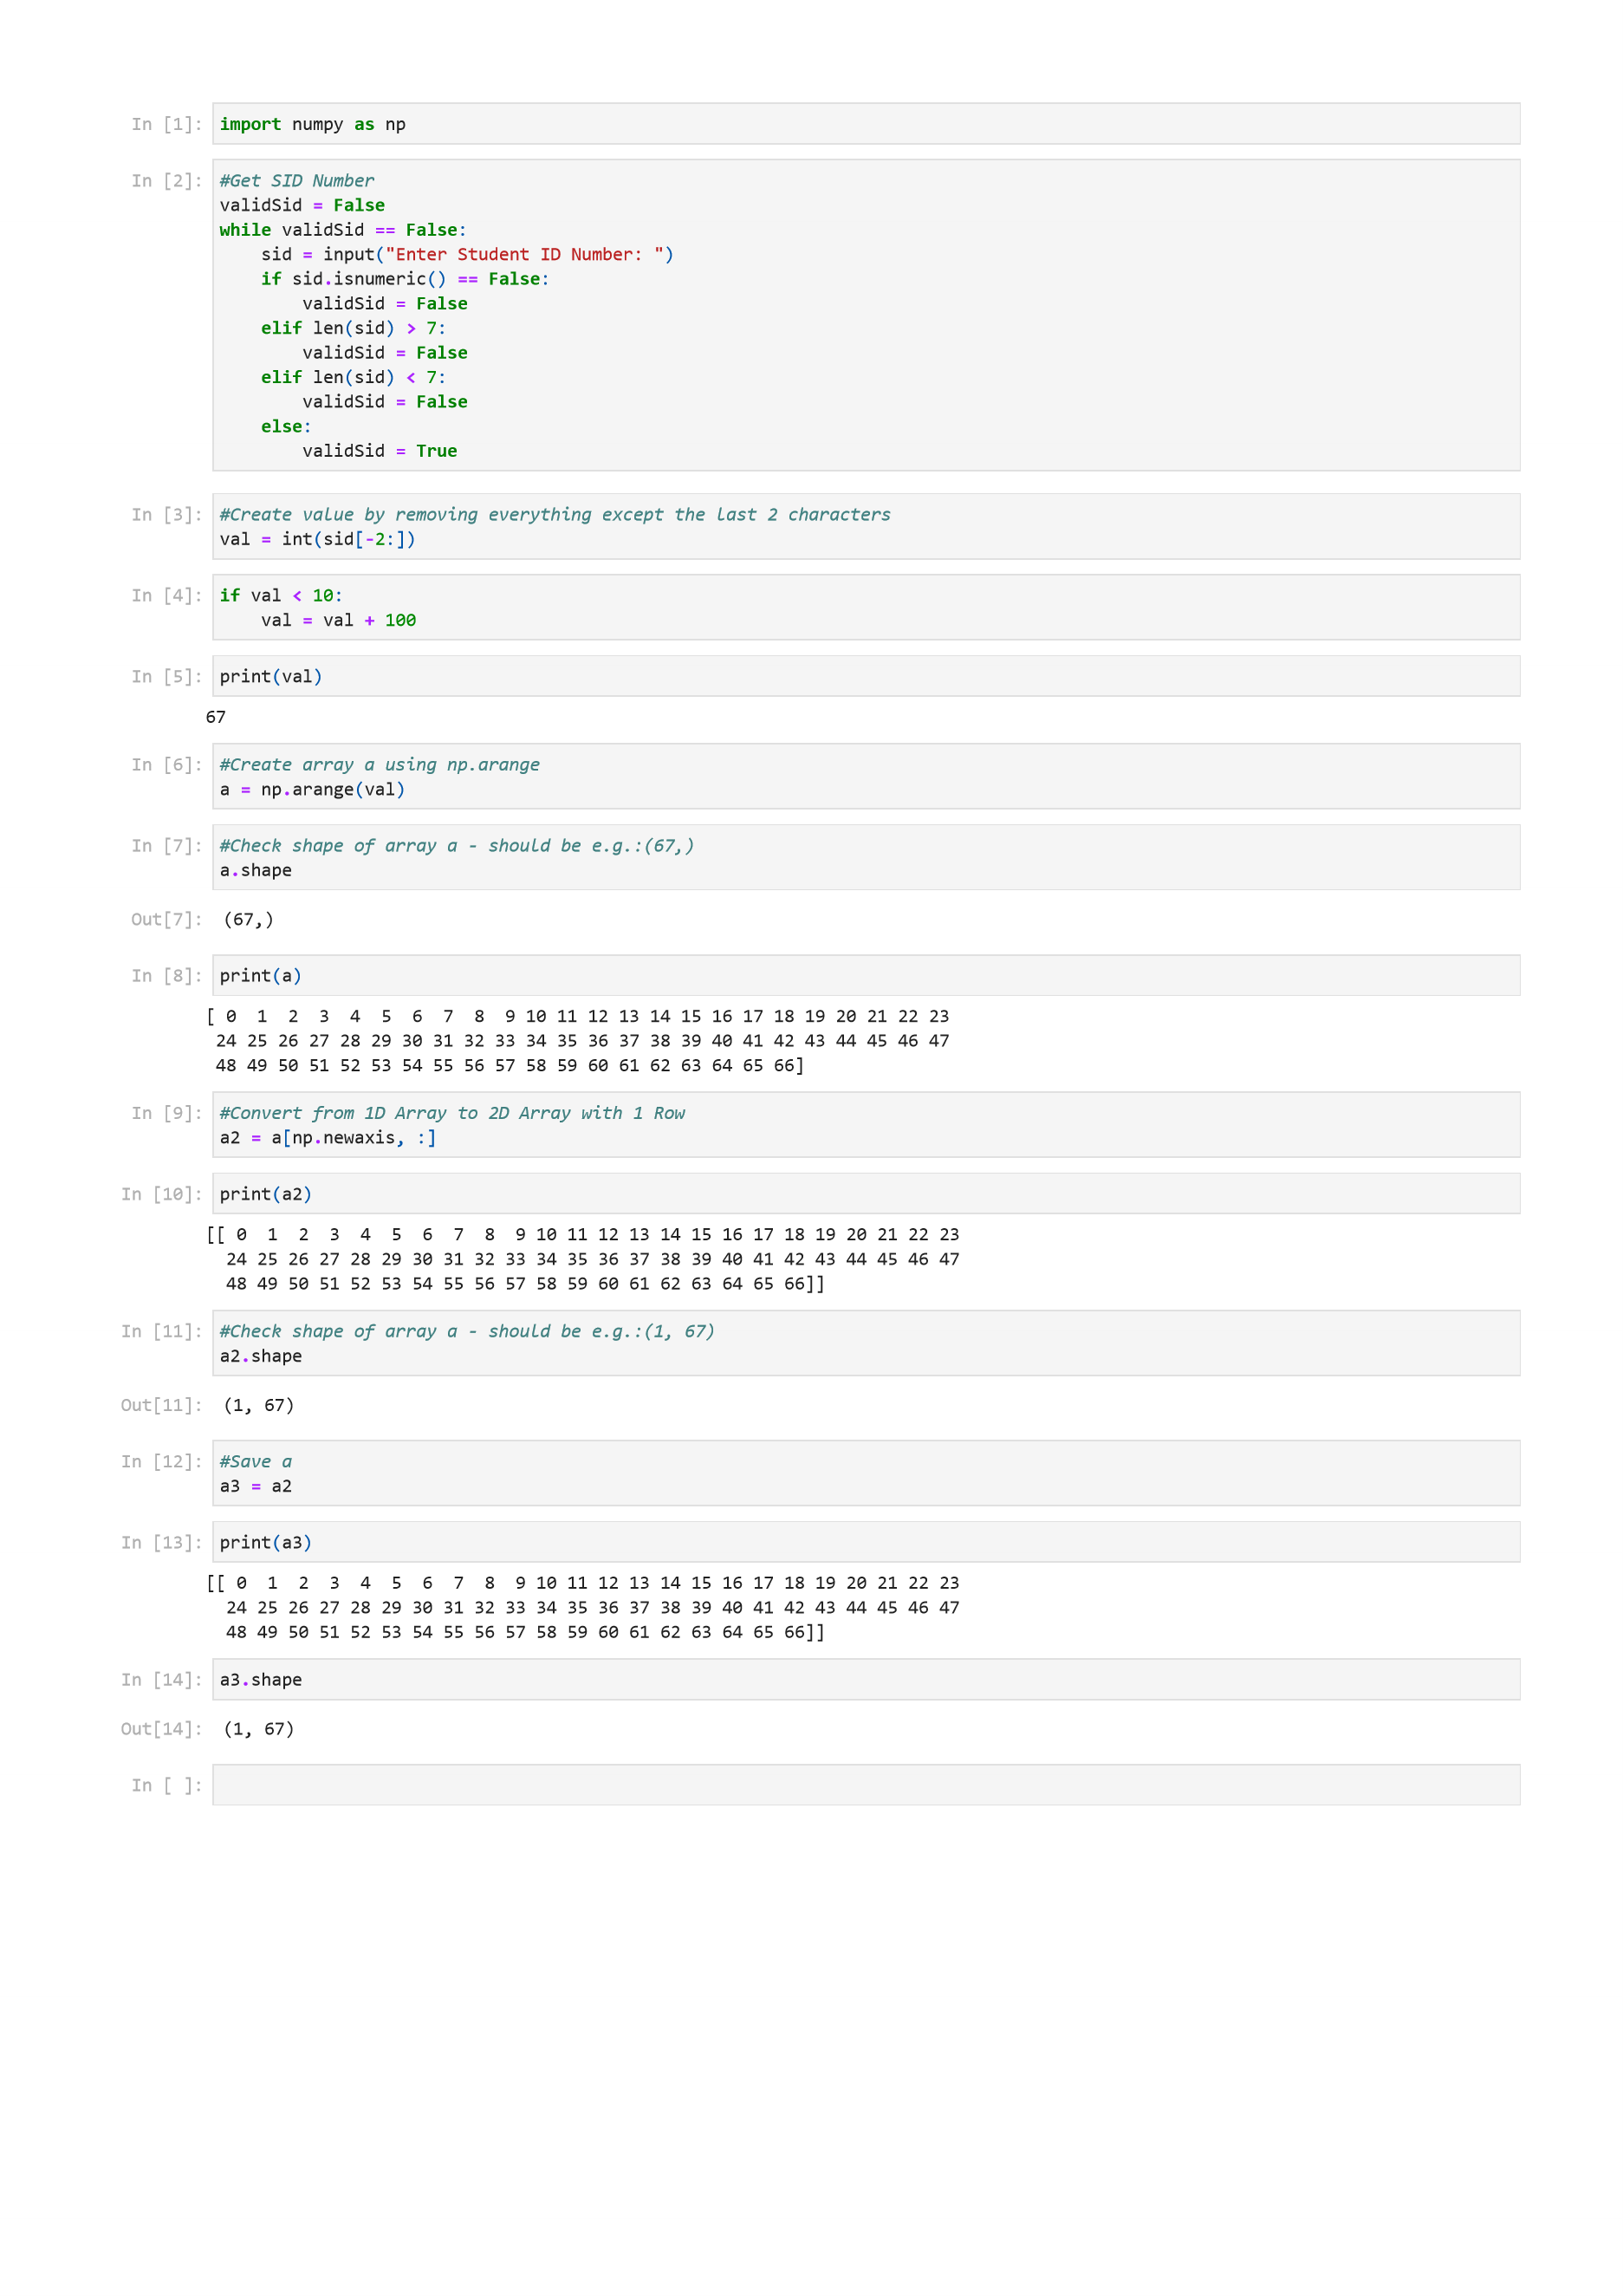 In [1]: import numpy as np
In [2]: #Get SID Number
validSid = False
while validSid == False:
    sid = input("Enter Student ID Number: ")
    if sid.isnumeric() == False:
        validSid = False
    elif len(sid) > 7:
        validSid = False
    elif len(sid) < 7:
        validSid = False
    else:
        validSid = True
In [3]: #Create value by removing everything except the last 2 characters
val = int(sid[-2:])
In [4]: if val < 10:
    val = val + 100
In [5]: print(val)
67
In [6]: #Create array a using np.arange
a = np.arange(val)
In [7]: #Check shape of array a - should be e.g.:(67,)
a.shape
Out[7]: (67,)
In [8]: print(a)
[ 0  1  2  3  4  5  6  7  8  9 10 11 12 13 14 15 16 17 18 19 20 21 22 23
 24 25 26 27 28 29 30 31 32 33 34 35 36 37 38 39 40 41 42 43 44 45 46 47
 48 49 50 51 52 53 54 55 56 57 58 59 60 61 62 63 64 65 66]
In [9]: #Convert from 1D Array to 2D Array with 1 Row
a2 = a[np.newaxis, :]
In [10]: print(a2)
[[ 0  1  2  3  4  5  6  7  8  9 10 11 12 13 14 15 16 17 18 19 20 21 22 23
  24 25 26 27 28 29 30 31 32 33 34 35 36 37 38 39 40 41 42 43 44 45 46 47
  48 49 50 51 52 53 54 55 56 57 58 59 60 61 62 63 64 65 66]]
In [11]: #Check shape of array a - should be e.g.:(1, 67)
a2.shape
Out[11]: (1, 67)
In [12]: #Save a
a3 = a2
In [13]: print(a3)
[[ 0  1  2  3  4  5  6  7  8  9 10 11 12 13 14 15 16 17 18 19 20 21 22 23
  24 25 26 27 28 29 30 31 32 33 34 35 36 37 38 39 40 41 42 43 44 45 46 47
  48 49 50 51 52 53 54 55 56 57 58 59 60 61 62 63 64 65 66]]
In [14]: a3.shape
Out[14]: (1, 67)
In [ ]: